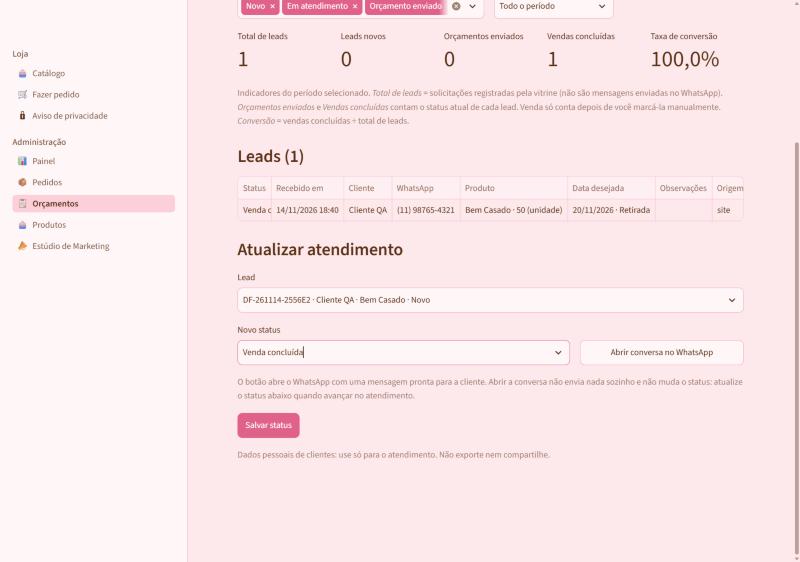 Novo ×
Em atendimento ×
Orçamento enviado
Todo o período
Loja
Catálogo
Fazer pedido
Aviso de privacidade
Administração
Painel
Pedidos
Orçamentos
Produtos
Estúdio de Marketing
Total de leads
Leads novos
Orçamentos enviados
Vendas concluídas
Taxa de conversão
1
0
0
1
100,0%
Indicadores do período selecionado. Total de leads = solicitações registradas pela vitrine (não são mensagens enviadas no WhatsApp).
Orçamentos enviados e Vendas concluídas contam o status atual de cada lead. Venda só conta depois de você marcá-la manualmente.
Conversão = vendas concluídas ÷ total de leads.
Leads (1)
Status Recebido em Cliente WhatsApp Produto Data desejada Observações Origem
Venda c 14/11/2026 18:40 Cliente QA (11) 98765-4321 Bem Casado · 50 (unidade) 20/11/2026 · Retirada site
Atualizar atendimento
Lead
DF-261114-2556E2 · Cliente QA · Bem Casado · Novo
Novo status
Venda concluída
Abrir conversa no WhatsApp
O botão abre o WhatsApp com uma mensagem pronta para a cliente. Abrir a conversa não envia nada sozinho e não muda o status: atualize
o status abaixo quando avançar no atendimento.
Salvar status
Dados pessoais de clientes: use só para o atendimento. Não exporte nem compartilhe.